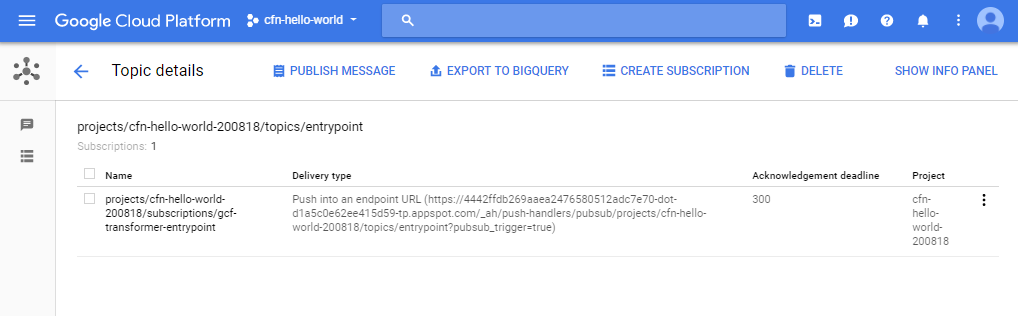 Google Cloud Platform cfn-hello-world
Topic details PUBLISH MESSAGE EXPORT TO BIGQUERY CREATE SUBSCRIPTION DELETE SHOW INFO PANEL
projects/cfn-hello-world-200818/topics/entrypoint
Subscriptions: 1
Name Delivery type Acknowledgement deadline Project
projects/cfn-hello-world-
200818/subscriptions/gcf-
transformer-entrypoint
Push into an endpoint URL (https://4442ffdb269aaea2476580512adc7e70-dot-
d1a5c0e62ee415d59-tp.appspot.com/_ah/push-handlers/pubsub/projects/cfn-hello-
world-200818/topics/entrypoint?pubsub_trigger=true)
300
cfn-
hello-
world-
200818